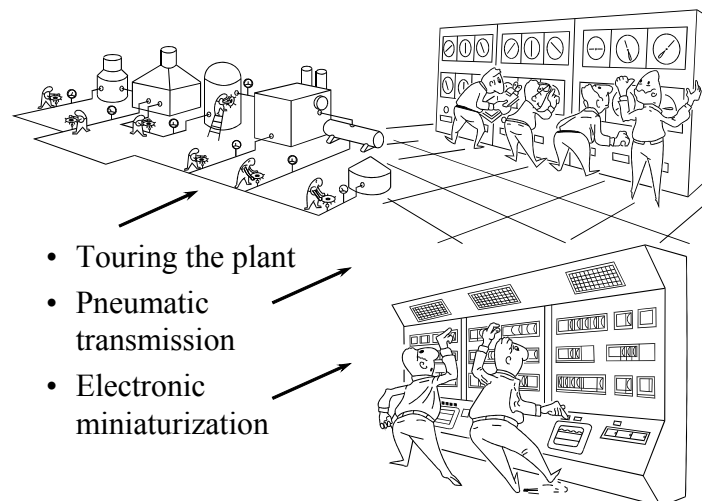 • Touring the plant
• Pneumatic
transmission
• Electronic
miniaturization